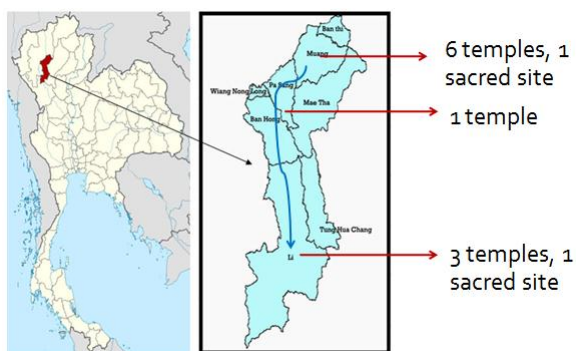 Ban thi
Muang
Pa Sang
Wiang Nong Long
Mae Tha
Ban Hong
Tung Hua Chang
Li
6 temples, 1
sacred site
1 temple
3 temples, 1
sacred site